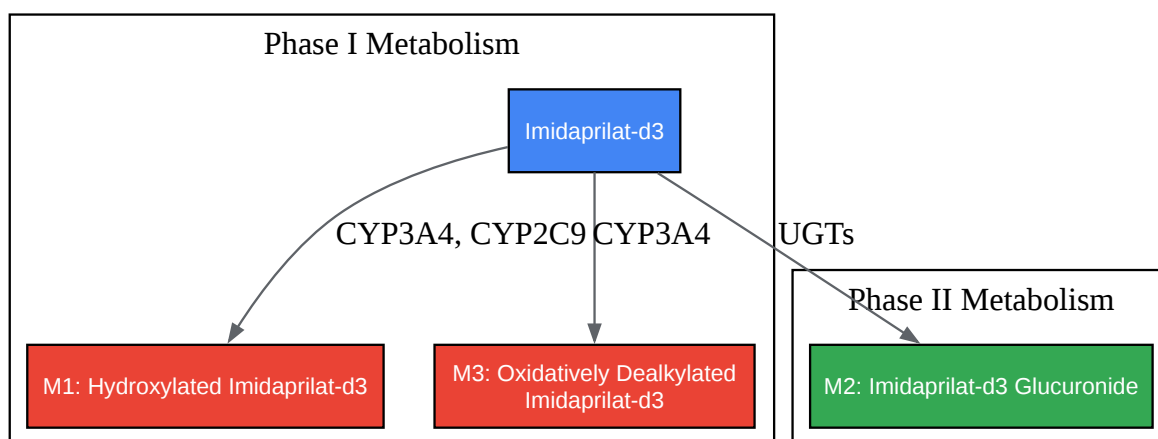 Phase I Metabolism
Imidaprilat-d3
CYP3A4, CYP2C9
CYP3A4
UGTs
Phase II Metabolism
M1: Hydroxylated Imidaprilat-d3
M3: Oxidatively Dealkylated
Imidaprilat-d3
M2: Imidaprilat-d3 Glucuronide